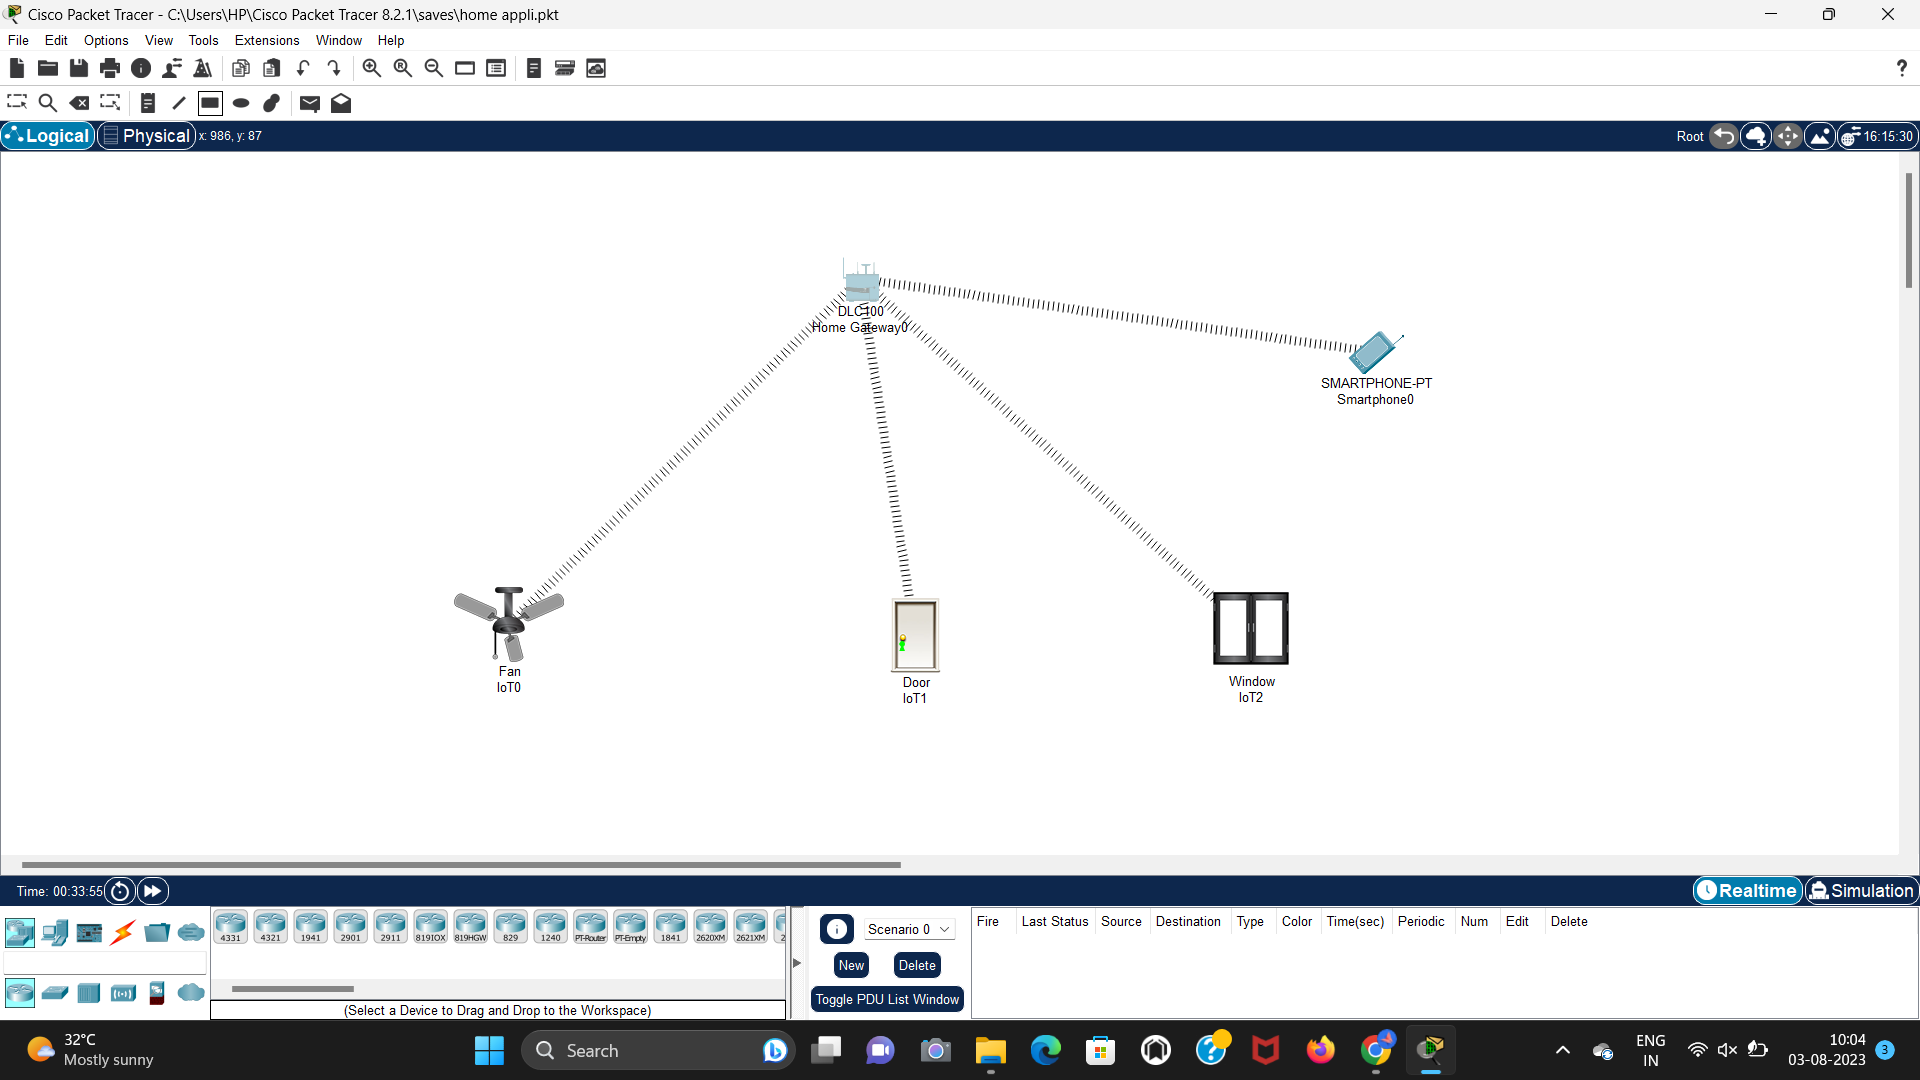 Cisco Packet Tracer - C:\Users\HP\Cisco Packet Tracer 8.2.1\saves\home appli.pkt
File Edit Options View Tools Extensions Window Help
Logical Physical x: 986, y: 87 Root 16:15:30
DLC100
Home Gateway0
SMARTPHONE-PT
Smartphone0
Fan
IoT0
Door
IoT1
Window
IoT2
Time: 00:33:55 Realtime Simulation
4331 4321 1941 2901 2911 819IOX 819HGW 829 1240 PT-Router PT-Empty 1841 2620XM 2621XM 2
(Select a Device to Drag and Drop to the Workspace)
Scenario 0
New Delete
Toggle PDU List Window
Fire Last Status Source Destination Type Color Time(sec) Periodic Num Edit Delete
32°C
Mostly sunny
Search
ENG
IN
10:04
03-08-2023
3